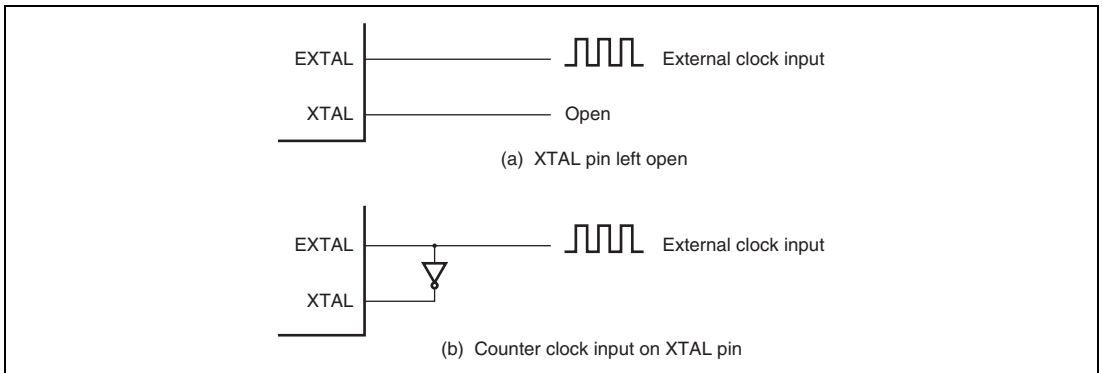 EXTAL
External clock input
XTAL
Open
(a) XTAL pin left open
EXTAL
External clock input
XTAL
(b) Counter clock input on XTAL pin